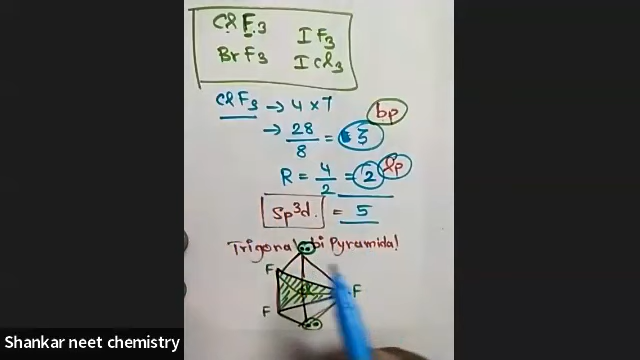 ClF3 IF3
BrF3 ICl3
ClF3 → 4 × 7
→ 28/8 = 3 bp
R = 4/2 = 2 lp
Sp³d. = 5
Trigonal bi Pyramidal
F
F
F
Shankar neet chemistry